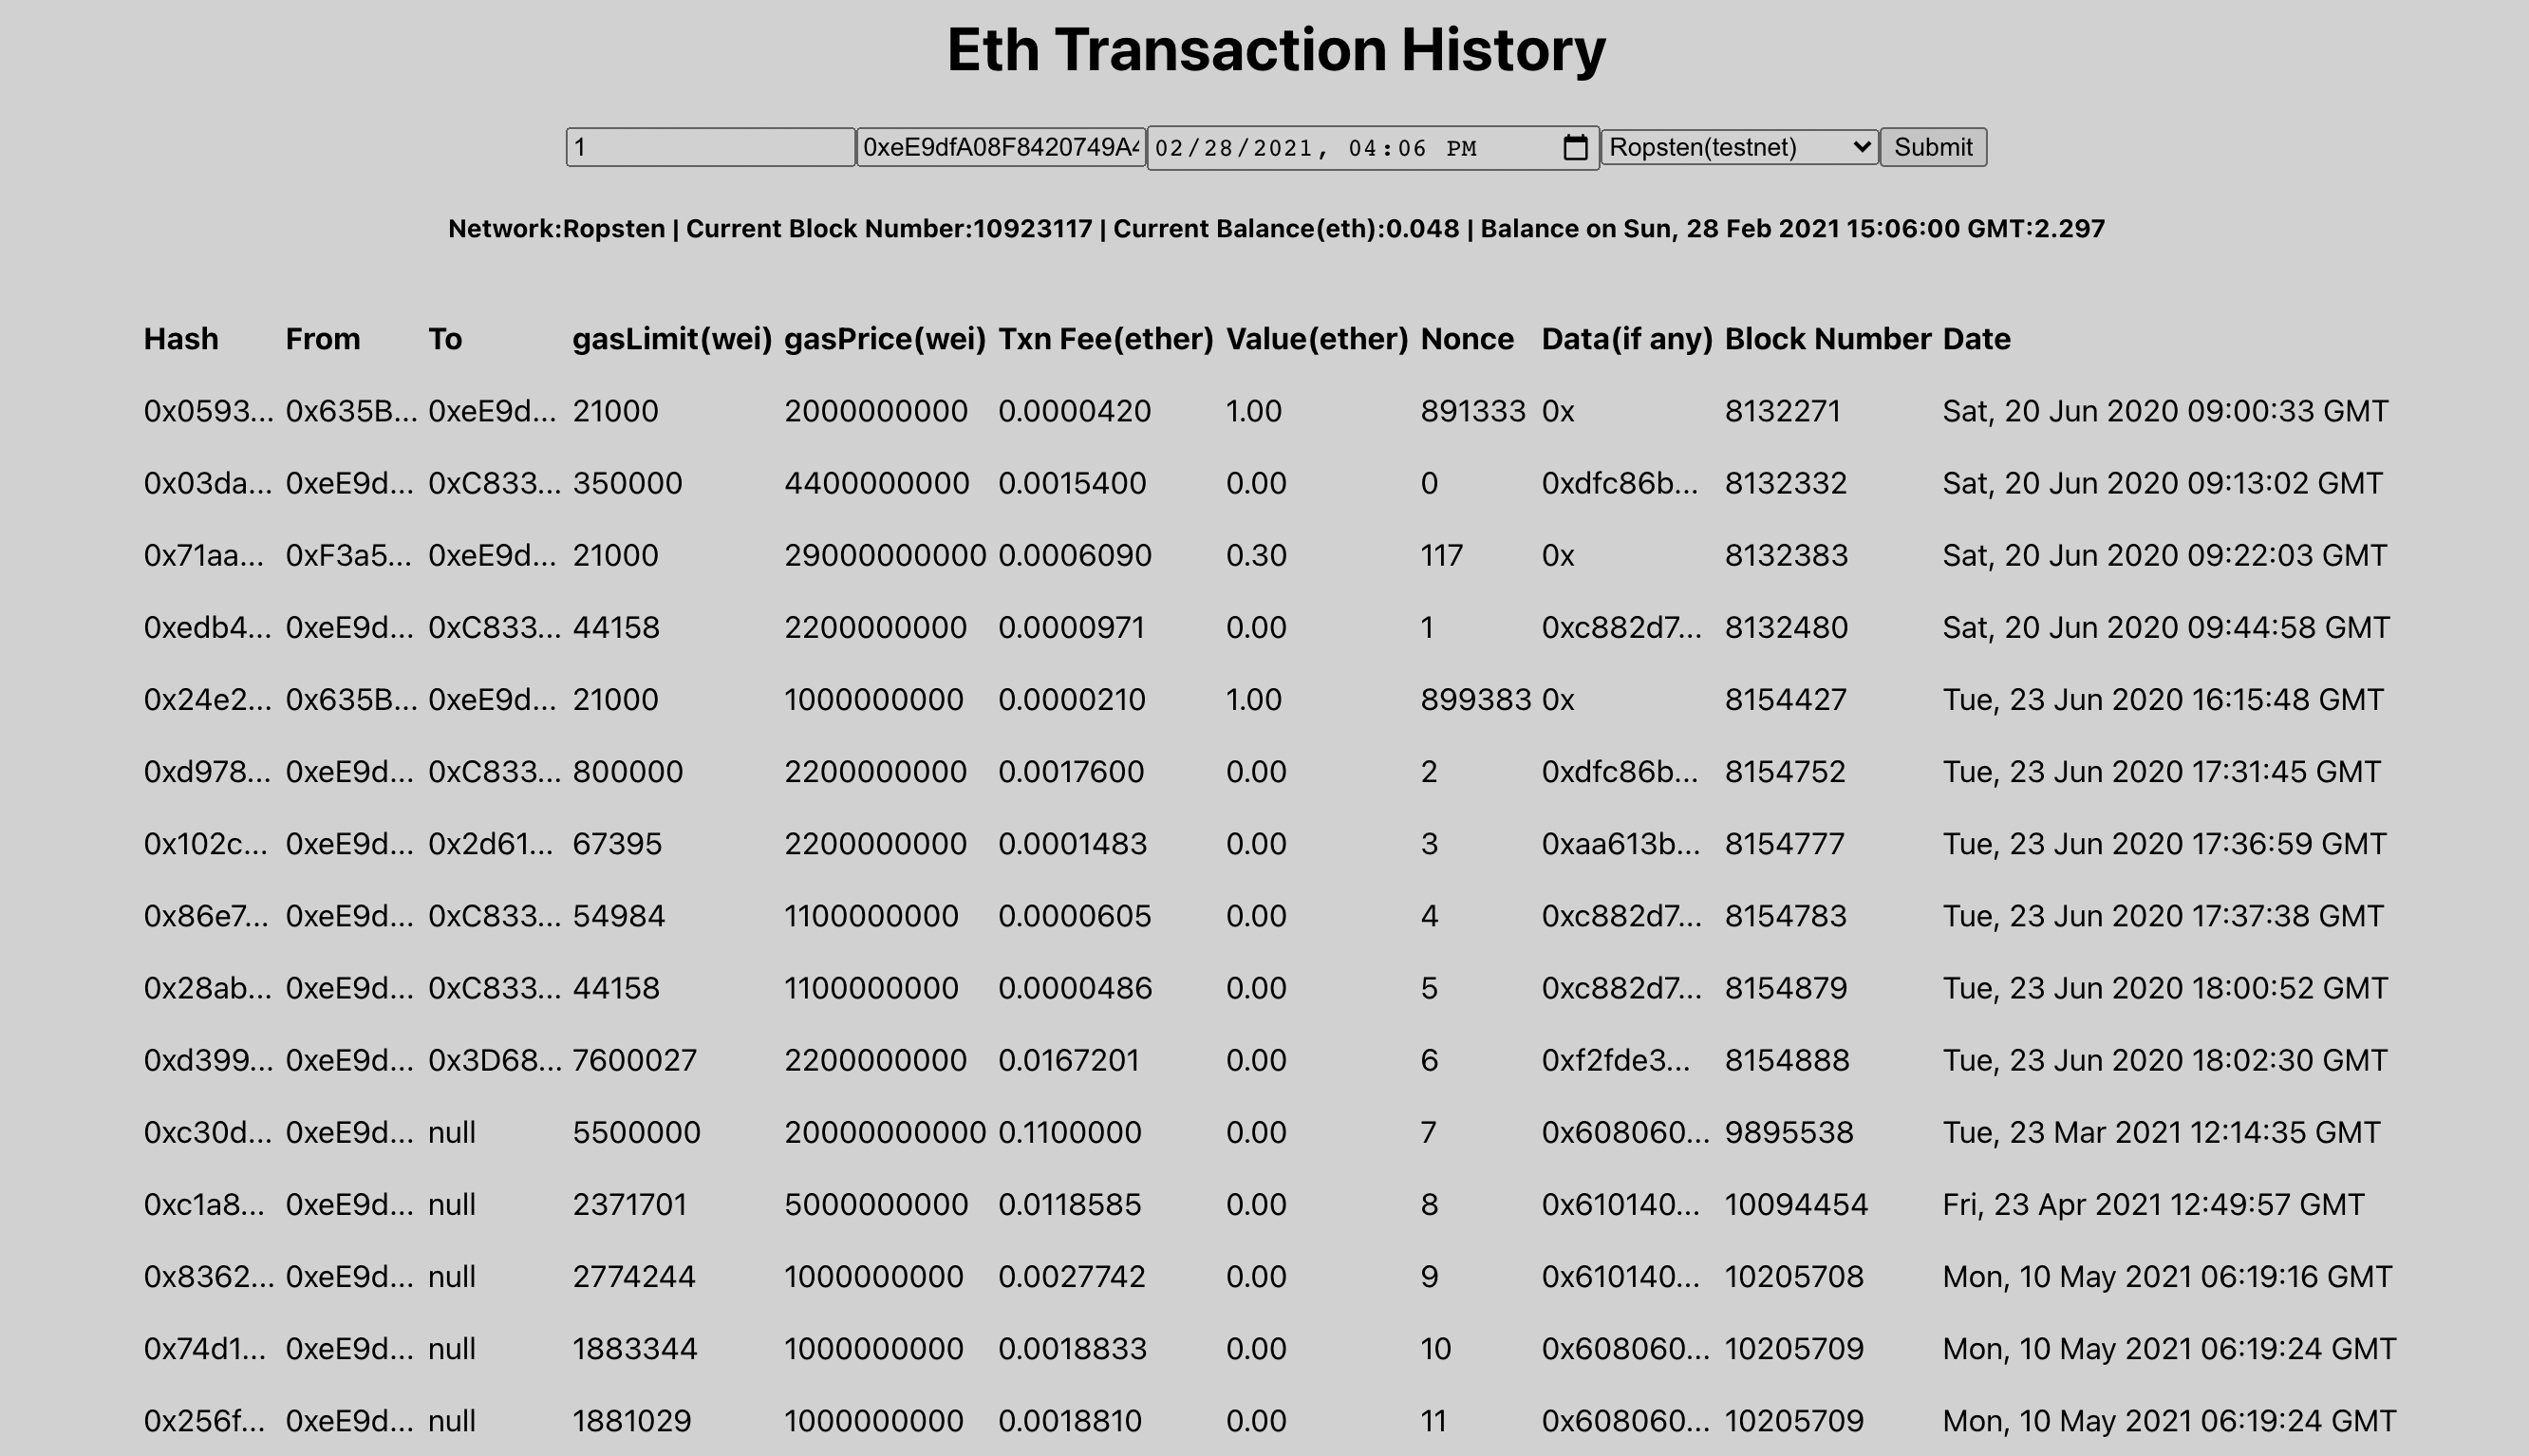 Eth Transaction History
1 0xeE9dfA08F8420749A4 02/28/2021, 04:06 PM Ropsten(testnet) Submit
Network:Ropsten | Current Block Number:10923117 | Current Balance(eth):0.048 | Balance on Sun, 28 Feb 2021 15:06:00 GMT:2.297
Hash From To gasLimit(wei) gasPrice(wei) Txn Fee(ether) Value(ether) Nonce Data(if any) Block Number Date
0x0593... 0x635B... 0xeE9d... 21000 2000000000 0.0000420 1.00 891333 0x 8132271 Sat, 20 Jun 2020 09:00:33 GMT
0x03da... 0xeE9d... 0xC833... 350000 4400000000 0.0015400 0.00 0 0xdfc86b... 8132332 Sat, 20 Jun 2020 09:13:02 GMT
0x71aa... 0xF3a5... 0xeE9d... 21000 29000000000 0.0006090 0.30 117 0x 8132383 Sat, 20 Jun 2020 09:22:03 GMT
0xedb4... 0xeE9d... 0xC833... 44158 2200000000 0.0000971 0.00 1 0xc882d7... 8132480 Sat, 20 Jun 2020 09:44:58 GMT
0x24e2... 0x635B... 0xeE9d... 21000 1000000000 0.0000210 1.00 899383 0x 8154427 Tue, 23 Jun 2020 16:15:48 GMT
0xd978... 0xeE9d... 0xC833... 800000 2200000000 0.0017600 0.00 2 0xdfc86b... 8154752 Tue, 23 Jun 2020 17:31:45 GMT
0x102c... 0xeE9d... 0x2d61... 67395 2200000000 0.0001483 0.00 3 0xaa613b... 8154777 Tue, 23 Jun 2020 17:36:59 GMT
0x86e7... 0xeE9d... 0xC833... 54984 1100000000 0.0000605 0.00 4 0xc882d7... 8154783 Tue, 23 Jun 2020 17:37:38 GMT
0x28ab... 0xeE9d... 0xC833... 44158 1100000000 0.0000486 0.00 5 0xc882d7... 8154879 Tue, 23 Jun 2020 18:00:52 GMT
0xd399... 0xeE9d... 0x3D68... 7600027 2200000000 0.0167201 0.00 6 0xf2fde3... 8154888 Tue, 23 Jun 2020 18:02:30 GMT
0xc30d... 0xeE9d... null 5500000 20000000000 0.1100000 0.00 7 0x608060... 9895538 Tue, 23 Mar 2021 12:14:35 GMT
0xc1a8... 0xeE9d... null 2371701 5000000000 0.0118585 0.00 8 0x610140... 10094454 Fri, 23 Apr 2021 12:49:57 GMT
0x8362... 0xeE9d... null 2774244 1000000000 0.0027742 0.00 9 0x610140... 10205708 Mon, 10 May 2021 06:19:16 GMT
0x74d1... 0xeE9d... null 1883344 1000000000 0.0018833 0.00 10 0x608060... 10205709 Mon, 10 May 2021 06:19:24 GMT
0x256f... 0xeE9d... null 1881029 1000000000 0.0018810 0.00 11 0x608060... 10205709 Mon, 10 May 2021 06:19:24 GMT